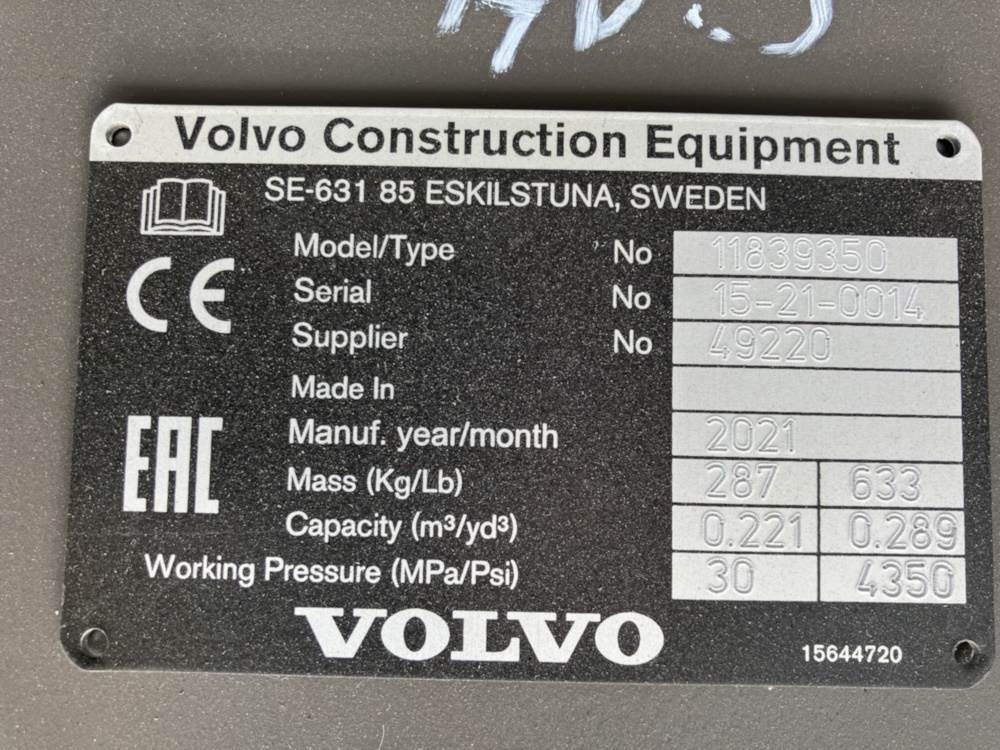 Volvo Construction Equipment
SE-631 85 ESKILSTUNA, SWEDEN
Model/Type No 11839350
Serial No 15-21-0014
Supplier No 49220
Made In
Manuf. year/month 2021
Mass (Kg/Lb) 287 633
Capacity (m³/yd³) 0.221 0.289
Working Pressure (MPa/Psi) 30 4350
CE
EAC
VOLVO
15644720